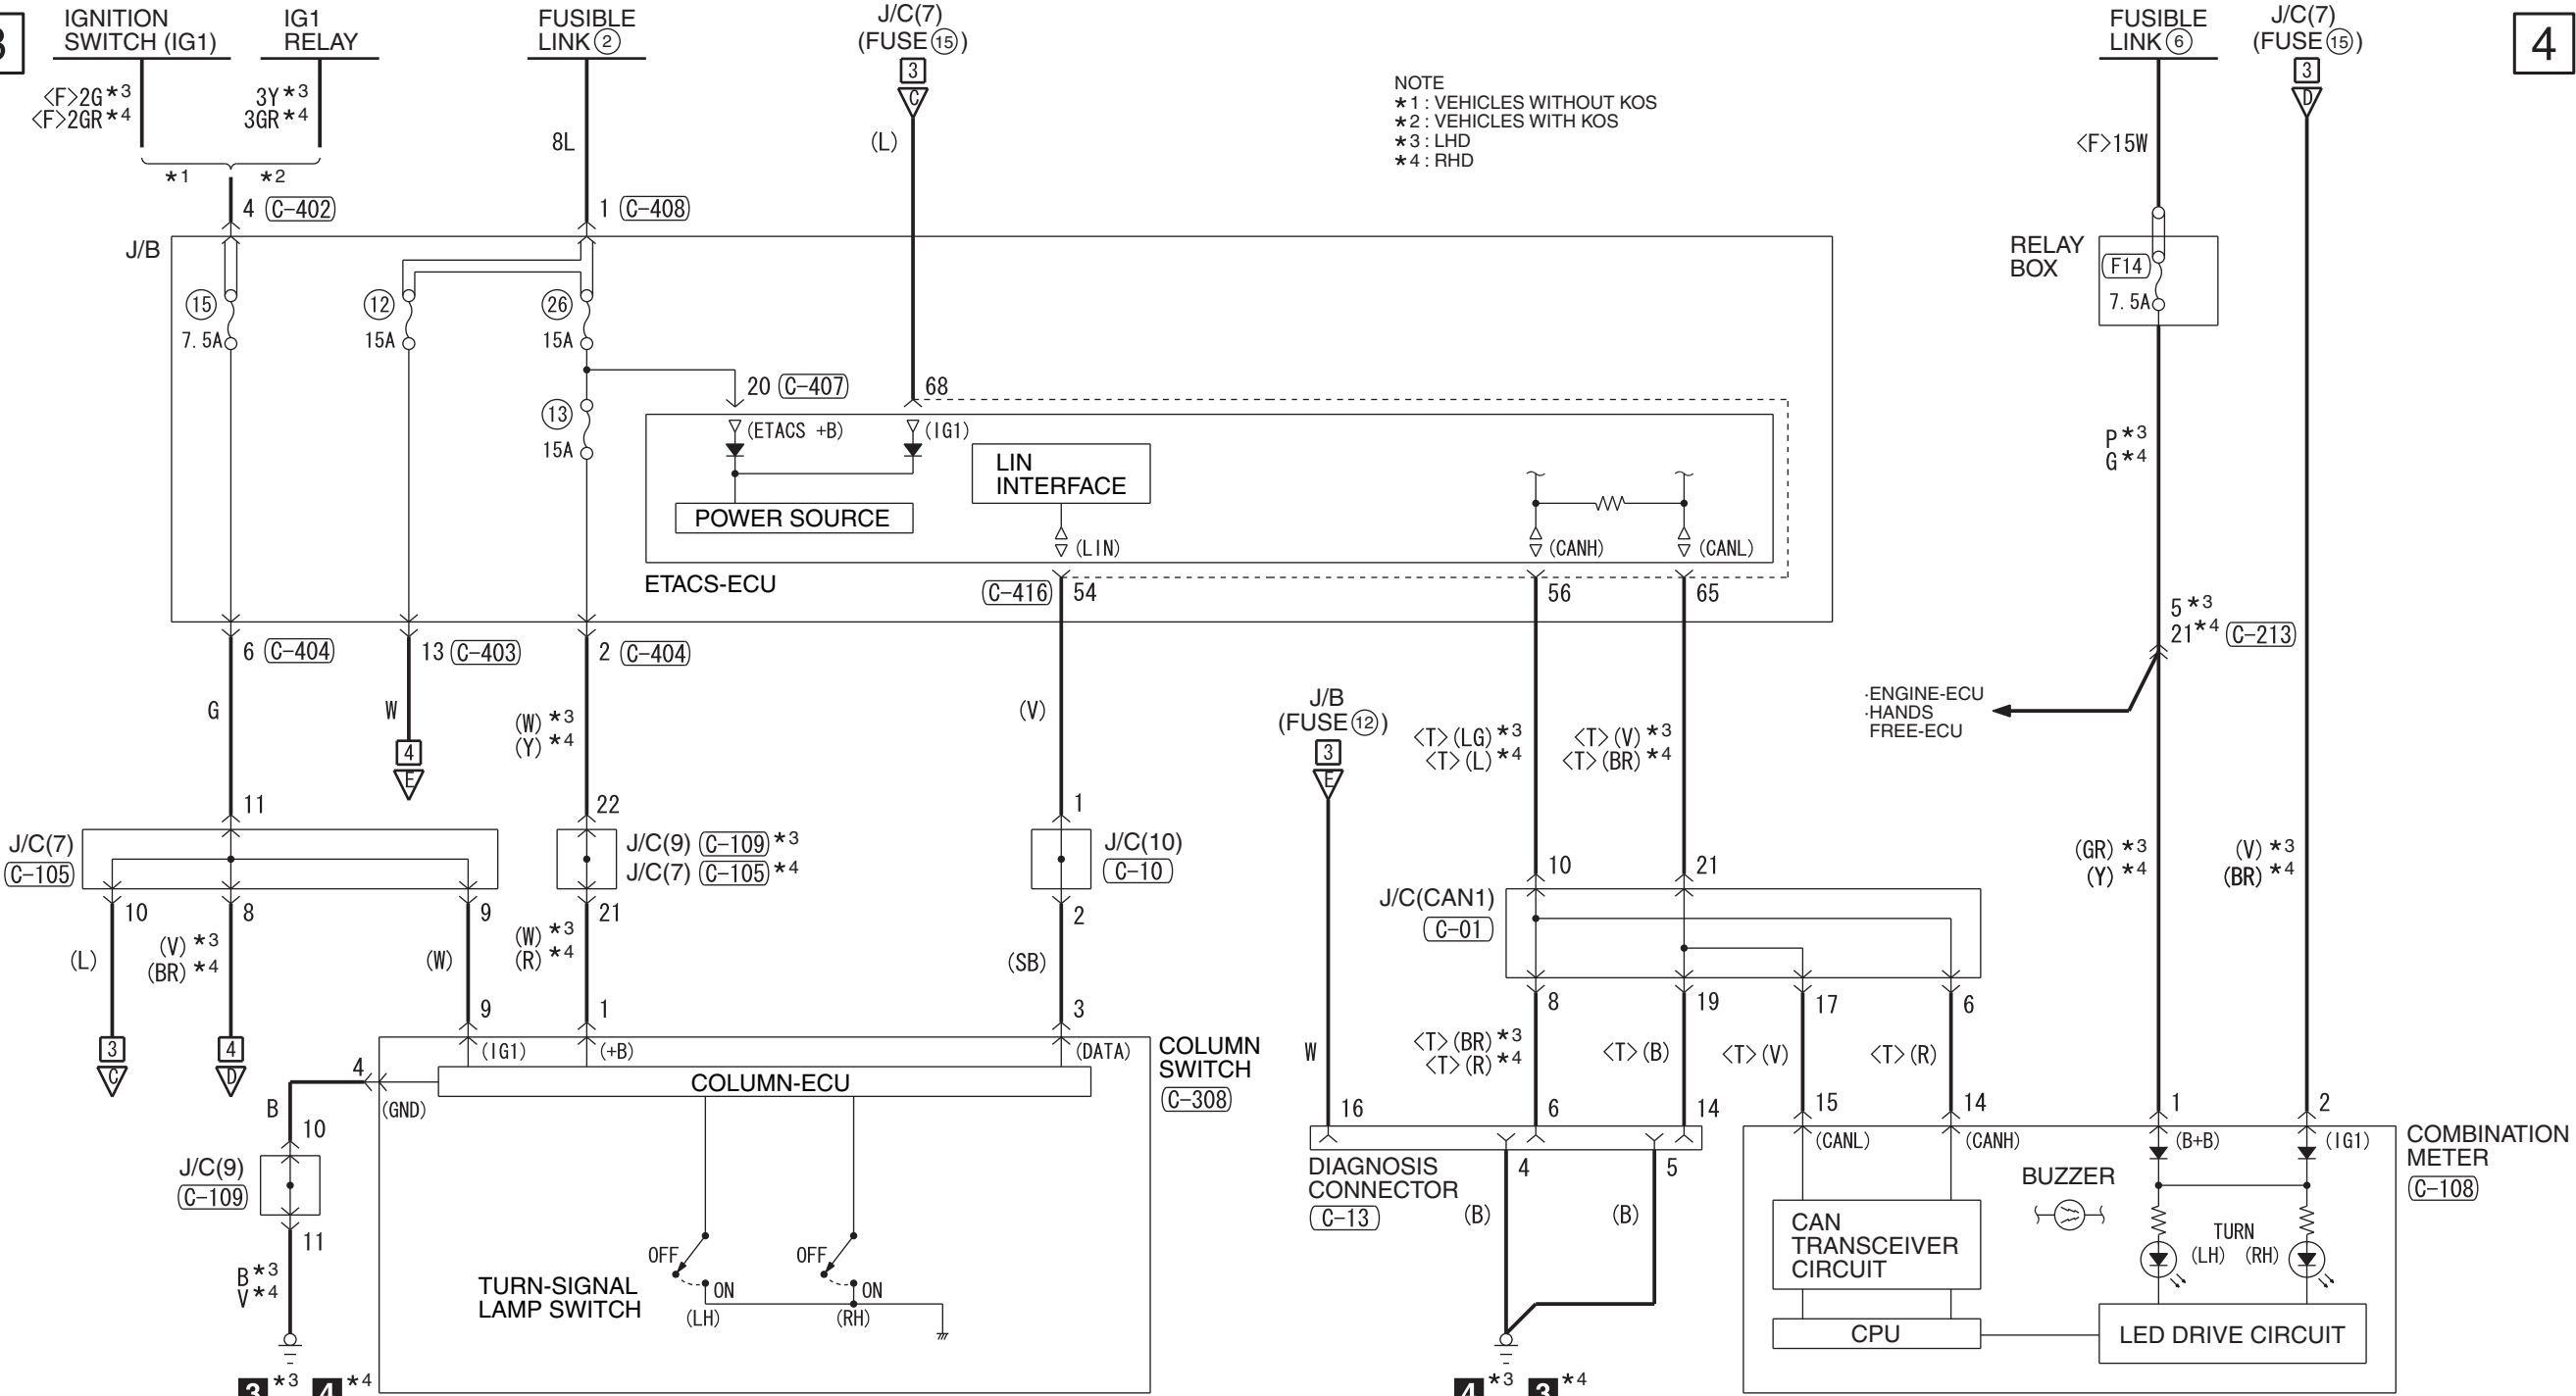 IGNITION
SWITCH (IG1)
IG1
RELAY
FUSIBLE
LINK ②
J/C(7)
(FUSE ⑮)
3
C
FUSIBLE
LINK ⑥
J/C(7)
(FUSE ⑮)
3
D
4
<F>2G*3
<F>2GR*4
3Y*3
3GR*4
8L
(L)
NOTE
*1 : VEHICLES WITHOUT KOS
*2 : VEHICLES WITH KOS
*3 : LHD
*4 : RHD
<F>15W
*1
*2
4 C-402
1 C-408
J/B
RELAY
BOX
F14
7.5A
⑮
7.5A
⑫
15A
㉖
15A
⑬
15A
20 C-407
68
(ETACS +B)
(IG1)
POWER SOURCE
LIN
INTERFACE
(LIN)
(CANH)
(CANL)
P*3
G*4
ETACS-ECU
C-416 54
56
65
5*3
21*4 C-213
6 C-404
13 C-403
2 C-404
·ENGINE-ECU
·HANDS
FREE-ECU
G
W
4
E
(W)*3
(Y)*4
(V)
J/B
(FUSE ⑫)
3
E
<T>(LG)*3
<T>(L)*4
<T>(V)*3
<T>(BR)*4
11
22
1
J/C(7)
C-105
J/C(9) C-109 *3
J/C(7) C-105 *4
J/C(10)
C-10
10
21
J/C(CAN1)
C-01
(GR)*3
(Y)*4
(V)*3
(BR)*4
10
8
9
21
2
(L)
(V)*3
(BR)*4
(W)
(W)*3
(R)*4
(SB)
8
19
17
6
<T>(BR)*3
<T>(R)*4
<T>(B)
<T>(V)
<T>(R)
W
3
C
4
D
9
1
3
(IG1)
(+B)
(DATA)
COLUMN
SWITCH
C-308
4
COLUMN-ECU
(GND)
B
10
J/C(9)
C-109
11
B*3
V*4
3 *3 4 *4
TURN-SIGNAL
LAMP SWITCH
OFF
ON
(LH)
OFF
ON
(RH)
16
6
14
DIAGNOSIS
CONNECTOR
C-13
4
5
(B)
(B)
4 *3 3 *4
15
14
1
2
(CANL)
(CANH)
(B+B)
(IG1)
COMBINATION
METER
C-108
BUZZER
CAN
TRANSCEIVER
CIRCUIT
TURN
(LH) (RH)
CPU
LED DRIVE CIRCUIT